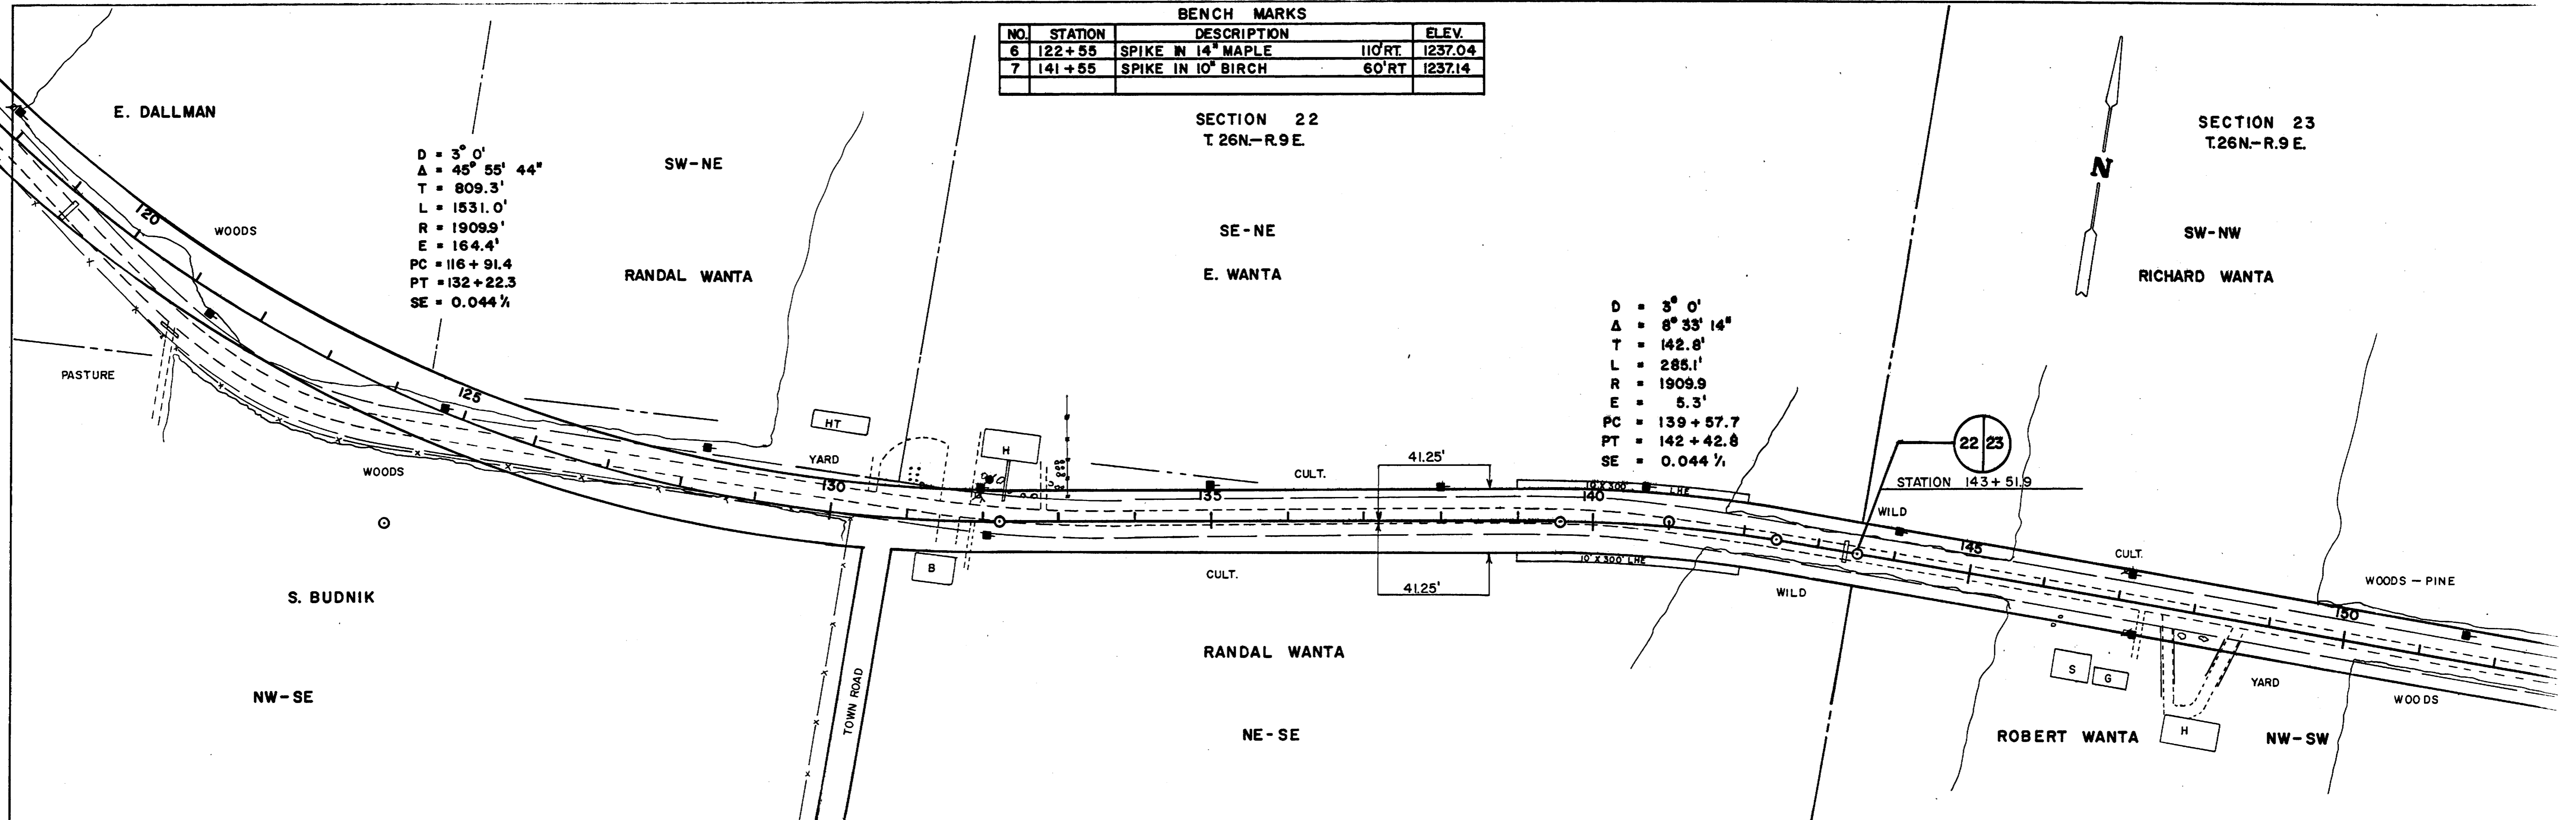 BENCH MARKS
NO. STATION DESCRIPTION ELEV.
6 122+55 SPIKE IN 14" MAPLE 110'RT. 1237.04
7 141+55 SPIKE IN 10" BIRCH 60'RT 1237.14
E. DALLMAN
SECTION 22
T. 26N.-R.9E.
SECTION 23
T.26N.-R.9E.
D = 3° 0'
Δ = 45° 55' 44"
T = 809.3'
L = 1531.0'
R = 1909.9'
E = 164.4'
PC = 116+91.4
PT = 132+22.3
SE = 0.044 '/1
SW-NE
RANDAL WANTA
N
120
WOODS
SE-NE
E. WANTA
SW-NW
RICHARD WANTA
D = 3° 0'
Δ = 8° 33' 14"
T = 142.8'
L = 285.1'
R = 1909.9
E = 5.3'
PC = 139+57.7
PT = 142+42.8
SE = 0.044 '/1
PASTURE
125
HT
H
YARD
130
WOODS
41.25'
CULT.
135
10'X300' LHE
140
22 23
STATION 143+51.9
WILD
145
CULT.
WOODS-PINE
150
B
CULT.
10'X300' LHE
41.25'
WILD
S. BUDNIK
TOWN ROAD
RANDAL WANTA
S
G
YARD
WOODS
NW-SE
NE-SE
ROBERT WANTA
H
NW-SW